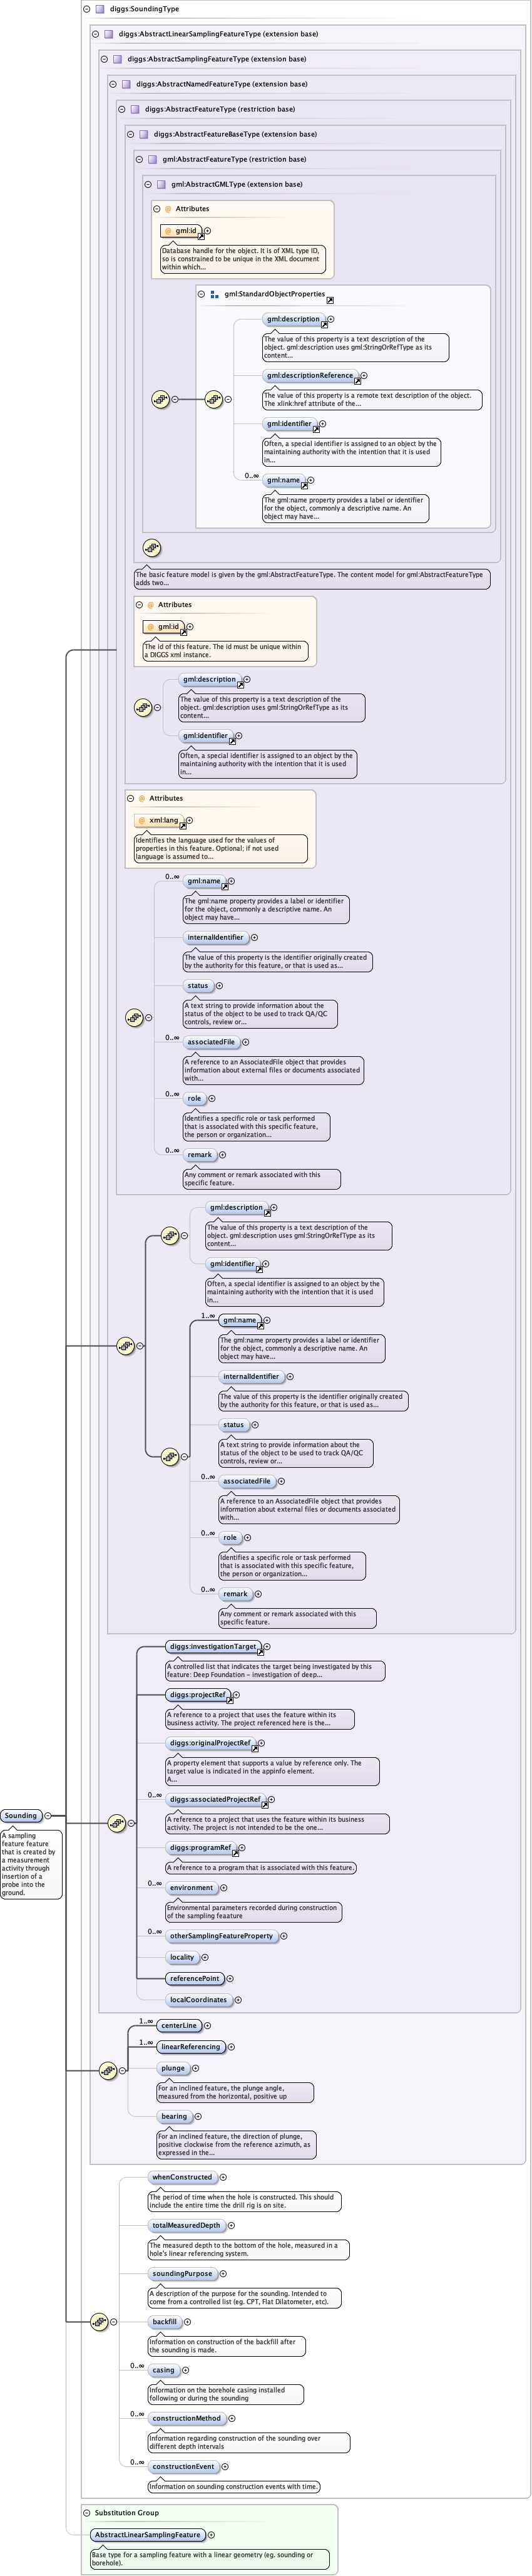 diggs:SoundingType
diggs:AbstractLinearSamplingFeatureType (extension base)
diggs:AbstractSamplingFeatureType (extension base)
diggs:AbstractNamedFeatureType (extension base)
diggs:AbstractFeatureType (restriction base)
diggs:AbstractFeatureBaseType (extension base)
gml:AbstractFeatureType (restriction base)
gml:AbstractGMLType (extension base)
@ Attributes
gml:id
Database handle for the object. It is of XML type ID,
so is constrained to be unique in the XML document
within which...
gml:StandardObjectProperties
gml:description
The value of this property is a text description of the
object. gml:description uses gml:StringOrRefType as its
content...
gml:descriptionReference
The value of this property is a remote text description of the object.
The xlink:href attribute of the...
gml:identifier
Often, a special identifier is assigned to an object by the
maintaining authority with the intention that it is used
in...
0..∞
gml:name
The gml:name property provides a label or identifier
for the object, commonly a descriptive name. An
object may have...
The basic feature model is given by the gml:AbstractFeatureType. The content model for gml:AbstractFeatureType
adds two...
@ Attributes
gml:id
The id of this feature. The id must be unique within
a DIGGS xml instance.
gml:description
The value of this property is a text description of the
object. gml:description uses gml:StringOrRefType as its
content...
gml:identifier
Often, a special identifier is assigned to an object by the
maintaining authority with the intention that it is used
in...
@ Attributes
xml:lang
Identifies the language used for the values of
properties in this feature. Optional; if not used
language is assumed to...
0..∞
gml:name
The gml:name property provides a label or identifier
for the object, commonly a descriptive name. An
object may have...
internalIdentifier
The value of this property is the identifier originally created
by the authority for this feature, or that is used as...
status
A text string to provide information about the
status of the object to be used to track QA/QC
controls, review or...
0..∞
associatedFile
A reference to an AssociatedFile object that provides
information about external files or documents associated
with...
0..∞
role
Identifies a specific role or task performed
that is associated with this specific feature,
the person or organization...
0..∞
remark
Any comment or remark associated with this
specific feature.
gml:description
The value of this property is a text description of the
object. gml:description uses gml:StringOrRefType as its
content...
gml:identifier
Often, a special identifier is assigned to an object by the
maintaining authority with the intention that it is used
in...
1..∞
gml:name
The gml:name property provides a label or identifier
for the object, commonly a descriptive name. An
object may have...
internalIdentifier
The value of this property is the identifier originally created
by the authority for this feature, or that is used as...
status
A text string to provide information about the
status of the object to be used to track QA/QC
controls, review or...
0..∞
associatedFile
A reference to an AssociatedFile object that provides
information about external files or documents associated
with...
0..∞
role
Identifies a specific role or task performed
that is associated with this specific feature,
the person or organization...
0..∞
remark
Any comment or remark associated with this
specific feature.
diggs:investigationTarget
A controlled list that indicates the target being investigated by this
feature: Deep Foundation - investigation of deep...
diggs:projectRef
A reference to a project that uses the feature within its
business activity. The project referenced here is the...
diggs:originalProjectRef
A property element that supports a value by reference only. The
target value is indicated in the appinfo element.
A...
0..∞
diggs:associatedProjectRef
A reference to a project that uses the feature within its business
activity. The project is not intended to be the one...
diggs:programRef
A reference to a program that is associated with this feature.
0..∞
environment
Environmental parameters recorded during construction
of the sampling feaature
0..∞
otherSamplingFeatureProperty
locality
referencePoint
localCoordinates
Sounding
A sampling
feature feature
that is created by
a measurement
activity through
insertion of a
probe into the
ground.
1..∞
centerLine
1..∞
linearReferencing
plunge
For an inclined feature, the plunge angle,
measured from the horizontal, positive up
bearing
For an inclined feature, the direction of plunge,
positive clockwise from the reference azimuth, as
expressed in the...
whenConstructed
The period of time when the hole is constructed. This should
include the entire time the drill rig is on site.
totalMeasuredDepth
The measured depth to the bottom of the hole, measured in a
hole's linear referencing system.
soundingPurpose
A description of the purpose for the sounding. Intended to
come from a controlled list (eg. CPT, Flat Dilatometer, etc).
backfill
Information on construction of the backfill after
the sounding is made.
0..∞
casing
Information on the borehole casing installed
following or during the sounding
0..∞
constructionMethod
Information regarding construction of the sounding over
different depth intervals
0..∞
constructionEvent
Information on sounding construction events with time.
Substitution Group
AbstractLinearSamplingFeature
Base type for a sampling feature with a linear geometry (eg. sounding or
borehole).